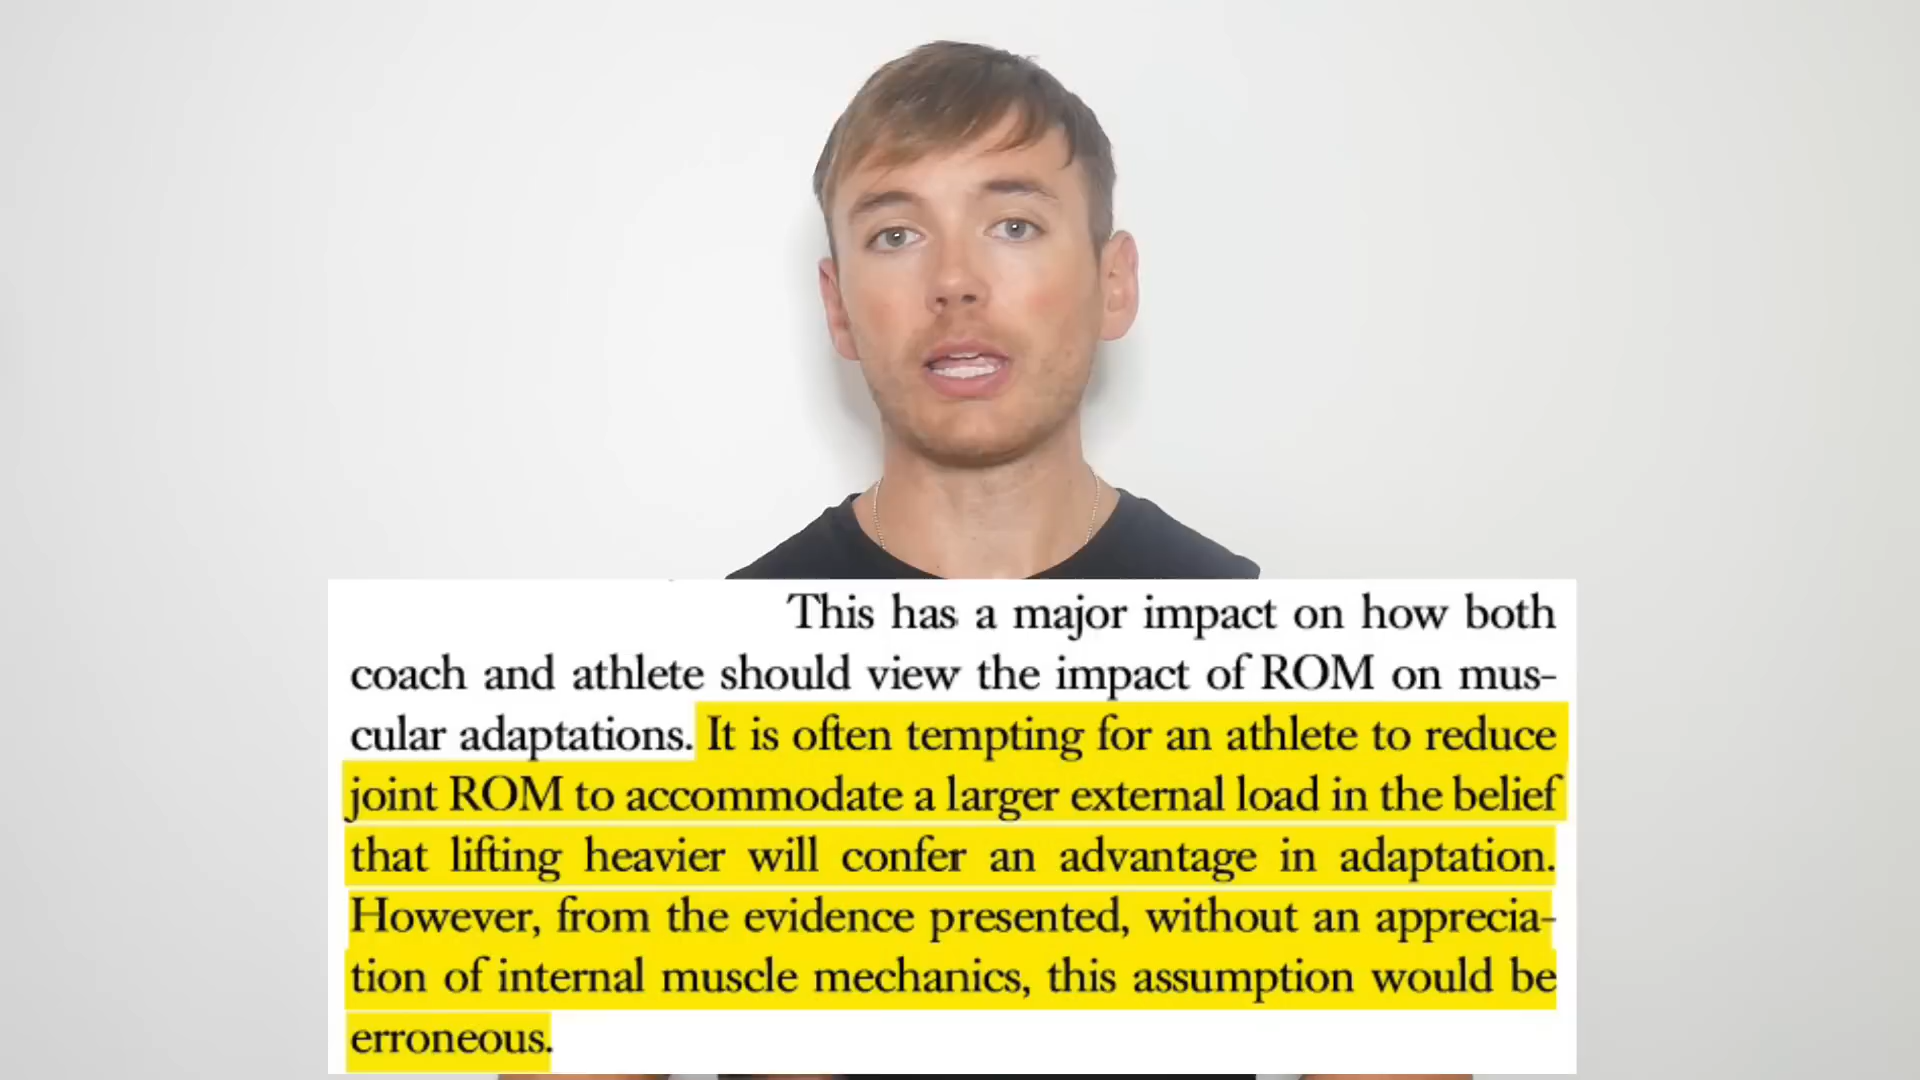 This has a major impact on how both
coach and athlete should view the impact of ROM on mus-
cular adaptations. It is often tempting for an athlete to reduce
joint ROM to accommodate a larger external load in the belief
that lifting heavier will confer an advantage in adaptation.
However, from the evidence presented, without an apprecia-
tion of internal muscle mechanics, this assumption would be
erroneous.